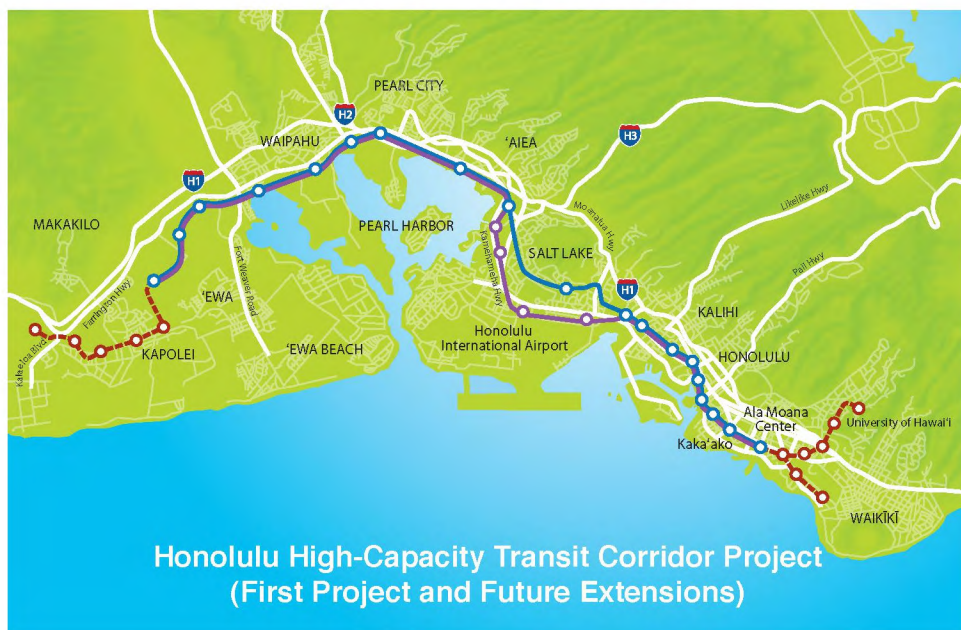 PEARL CITY
H2
WAIPAHU
'AIEA
H3
H1
Moanalua Hwy
Likelike Hwy
MAKAKILO
PEARL HARBOR
Kamehameha Hwy
SALT LAKE
Pali Hwy
Fort Weaver Road
Farrington Hwy
'EWA
H1
KALIHI
Kalaeloa Blvd
KAPOLEI
'EWA BEACH
Honolulu
International Airport
HONOLULU
Ala Moana
Center
University of Hawai'i
Kaka'ako
WAIKĪKĪ
Honolulu High-Capacity Transit Corridor Project
(First Project and Future Extensions)